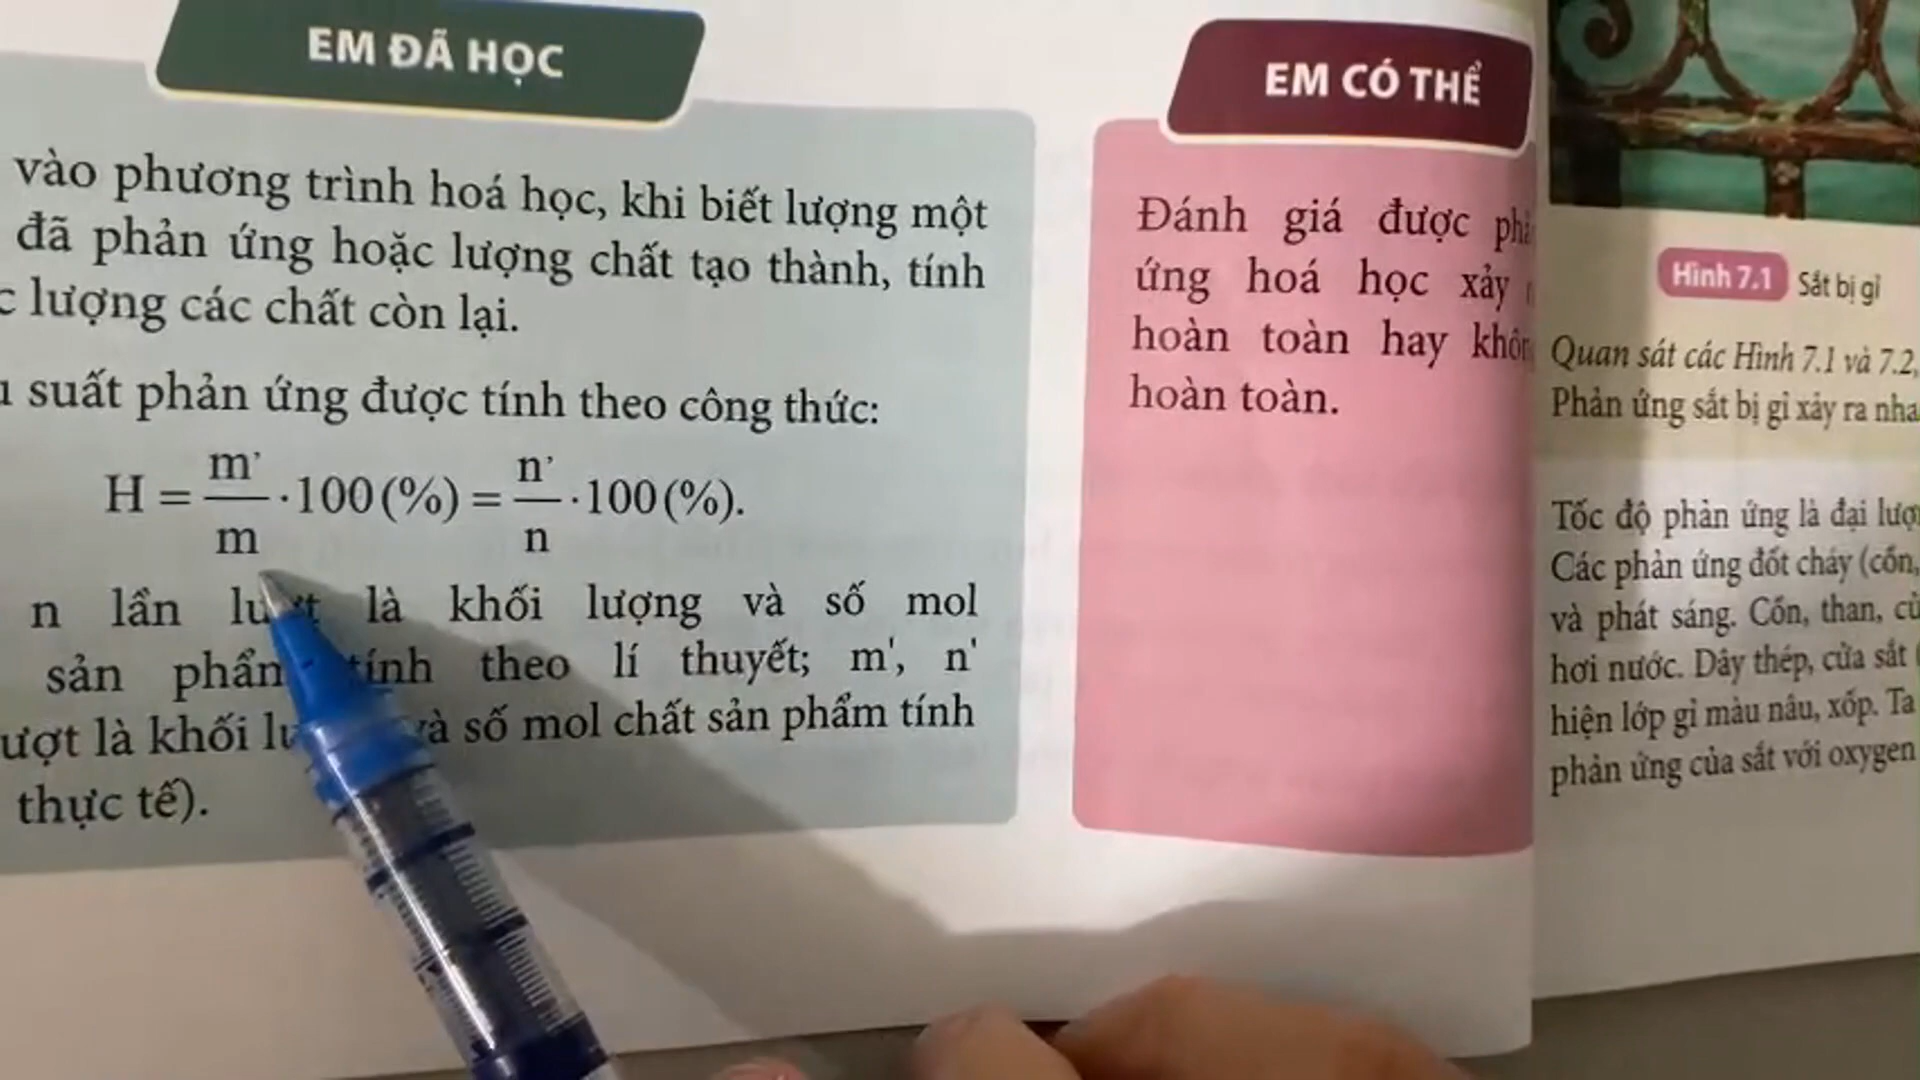 EM ĐÃ HỌC
vào phương trình hoá học, khi biết lượng một
đã phản ứng hoặc lượng chất tạo thành, tính
lượng các chất còn lại.
suất phản ứng được tính theo công thức:
H = m’/m · 100 (%) = n’/n · 100 (%).
n lần lượt là khối lượng và số mol
sản phẩm tính theo lí thuyết; m', n'
là khối và số mol chất sản phẩm tính
thực tế).
EM CÓ THỂ
Đánh giá được
ứng hoá học xảy
hoàn toàn hay
hoàn toàn.
Hình 7.1 Sắt bị gỉ
Quan sát các Hình 7.1 và 7.2,
Phản ứng sắt bị gỉ xảy ra
Tốc độ phản ứng là đại
Các phản ứng đốt cháy (cồn,
và phát sáng. Cồn, than,
hơi nước. Dây thép, cửa sắt
hiện lớp gỉ màu nâu, xốp. Ta
phản ứng của sắt với oxygen